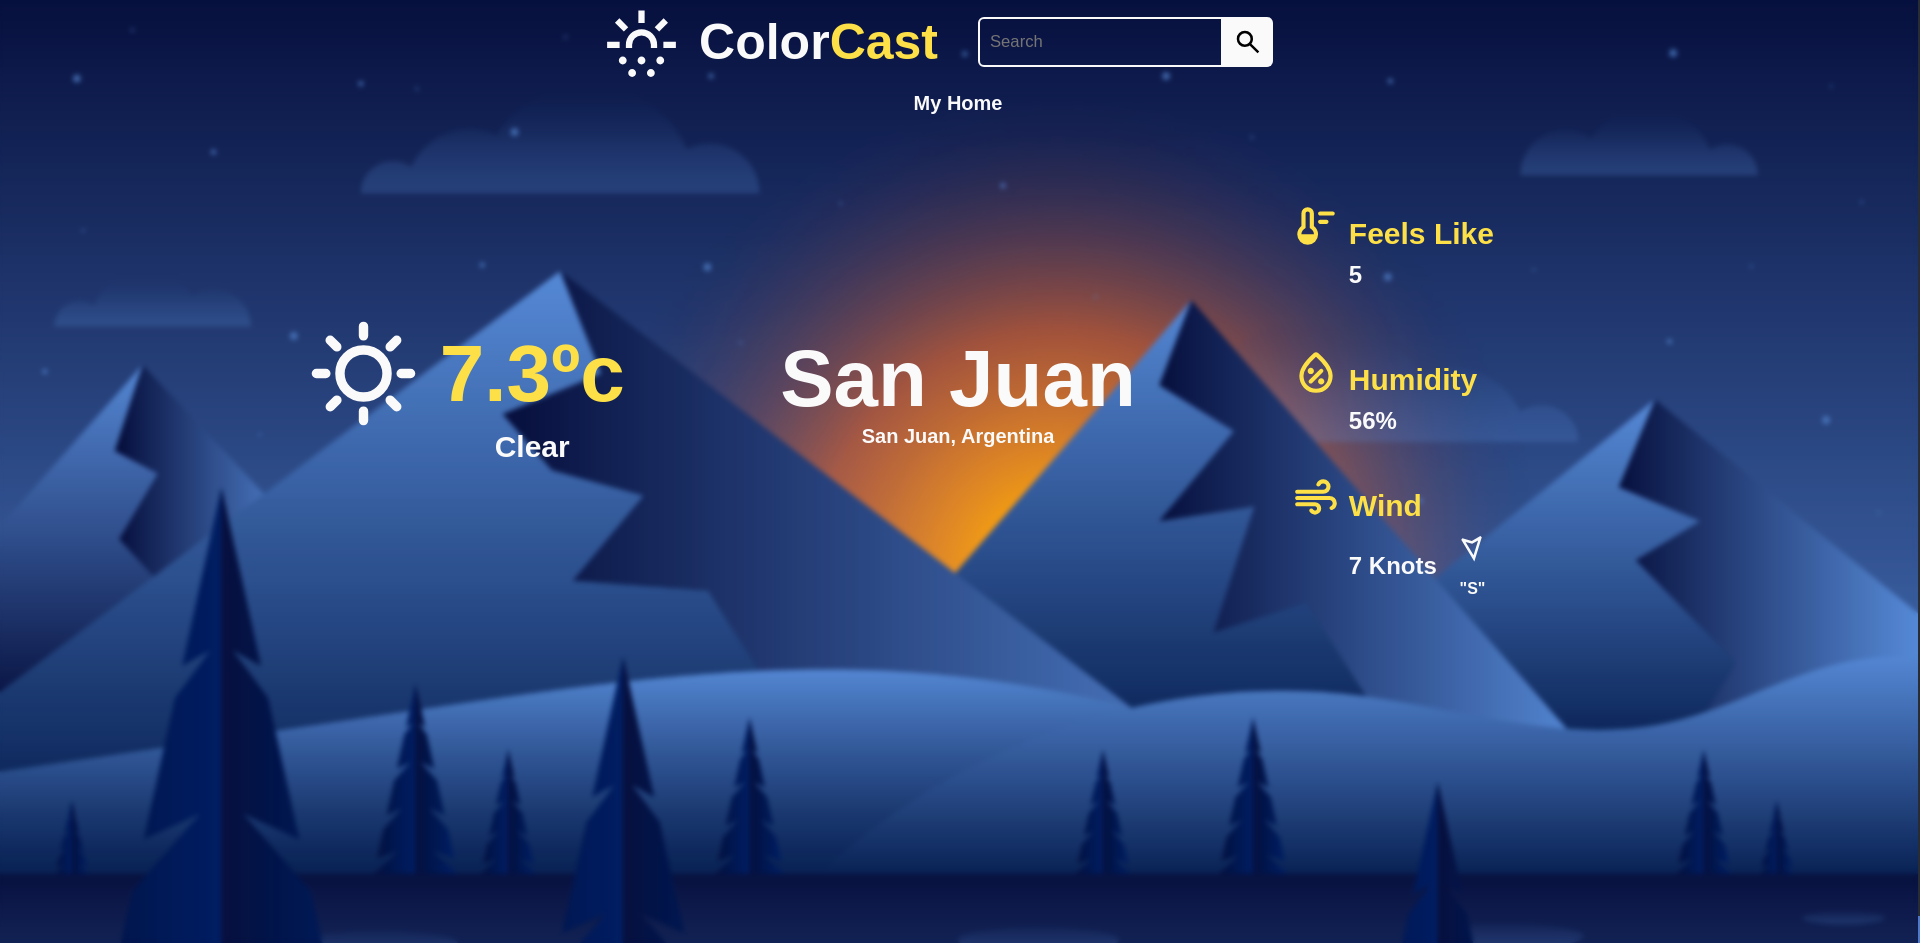 ColorCast
Search
My Home
7.3ºc
Clear
San Juan
San Juan, Argentina
Feels Like
5
Humidity
56%
Wind
7 Knots
"S"